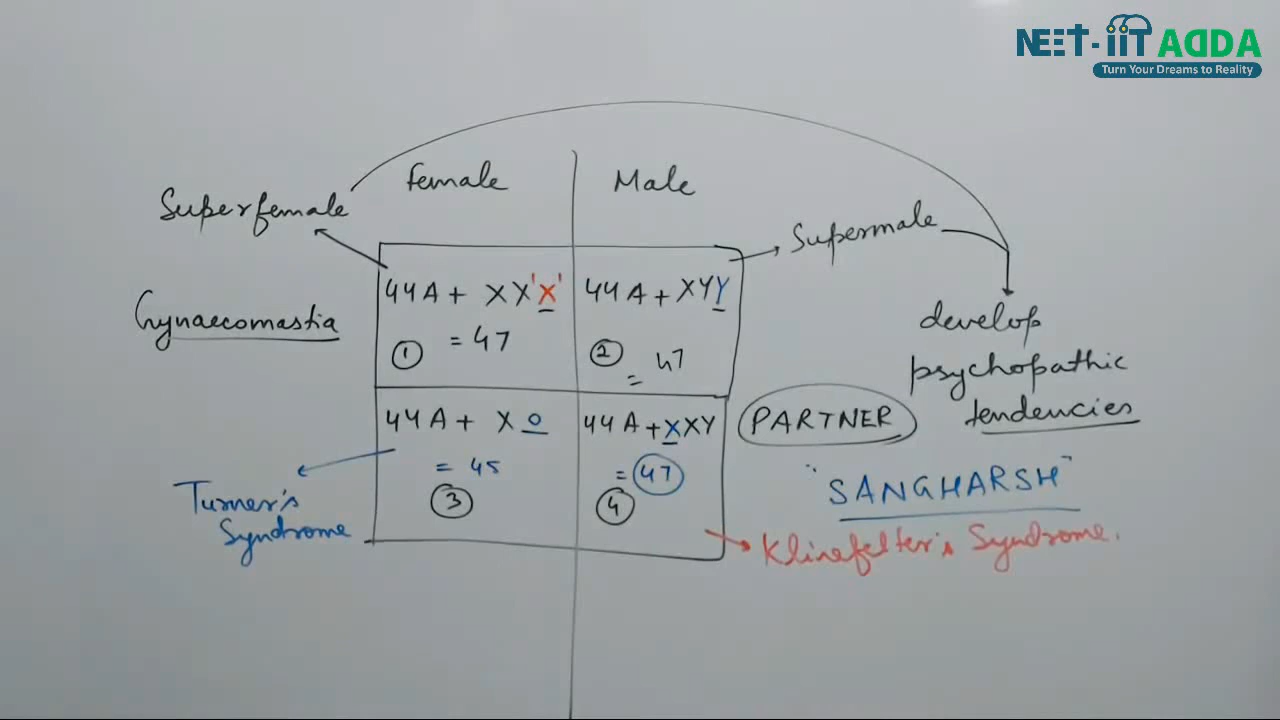 NEET-IIT ADDA
Turn Your Dreams to Reality
Female
Male
Superfemale
Supermale
44A + XX'X'
= 47
1
44A + XYY
2
= 47
Gynaecomastia
develop
psychopathic
tendencies
44A + XO
= 45
3
44A + XXY
= 47
4
PARTNER
"SANGHARSH"
Turner's
Syndrome
Klinefelter's Syndrome.